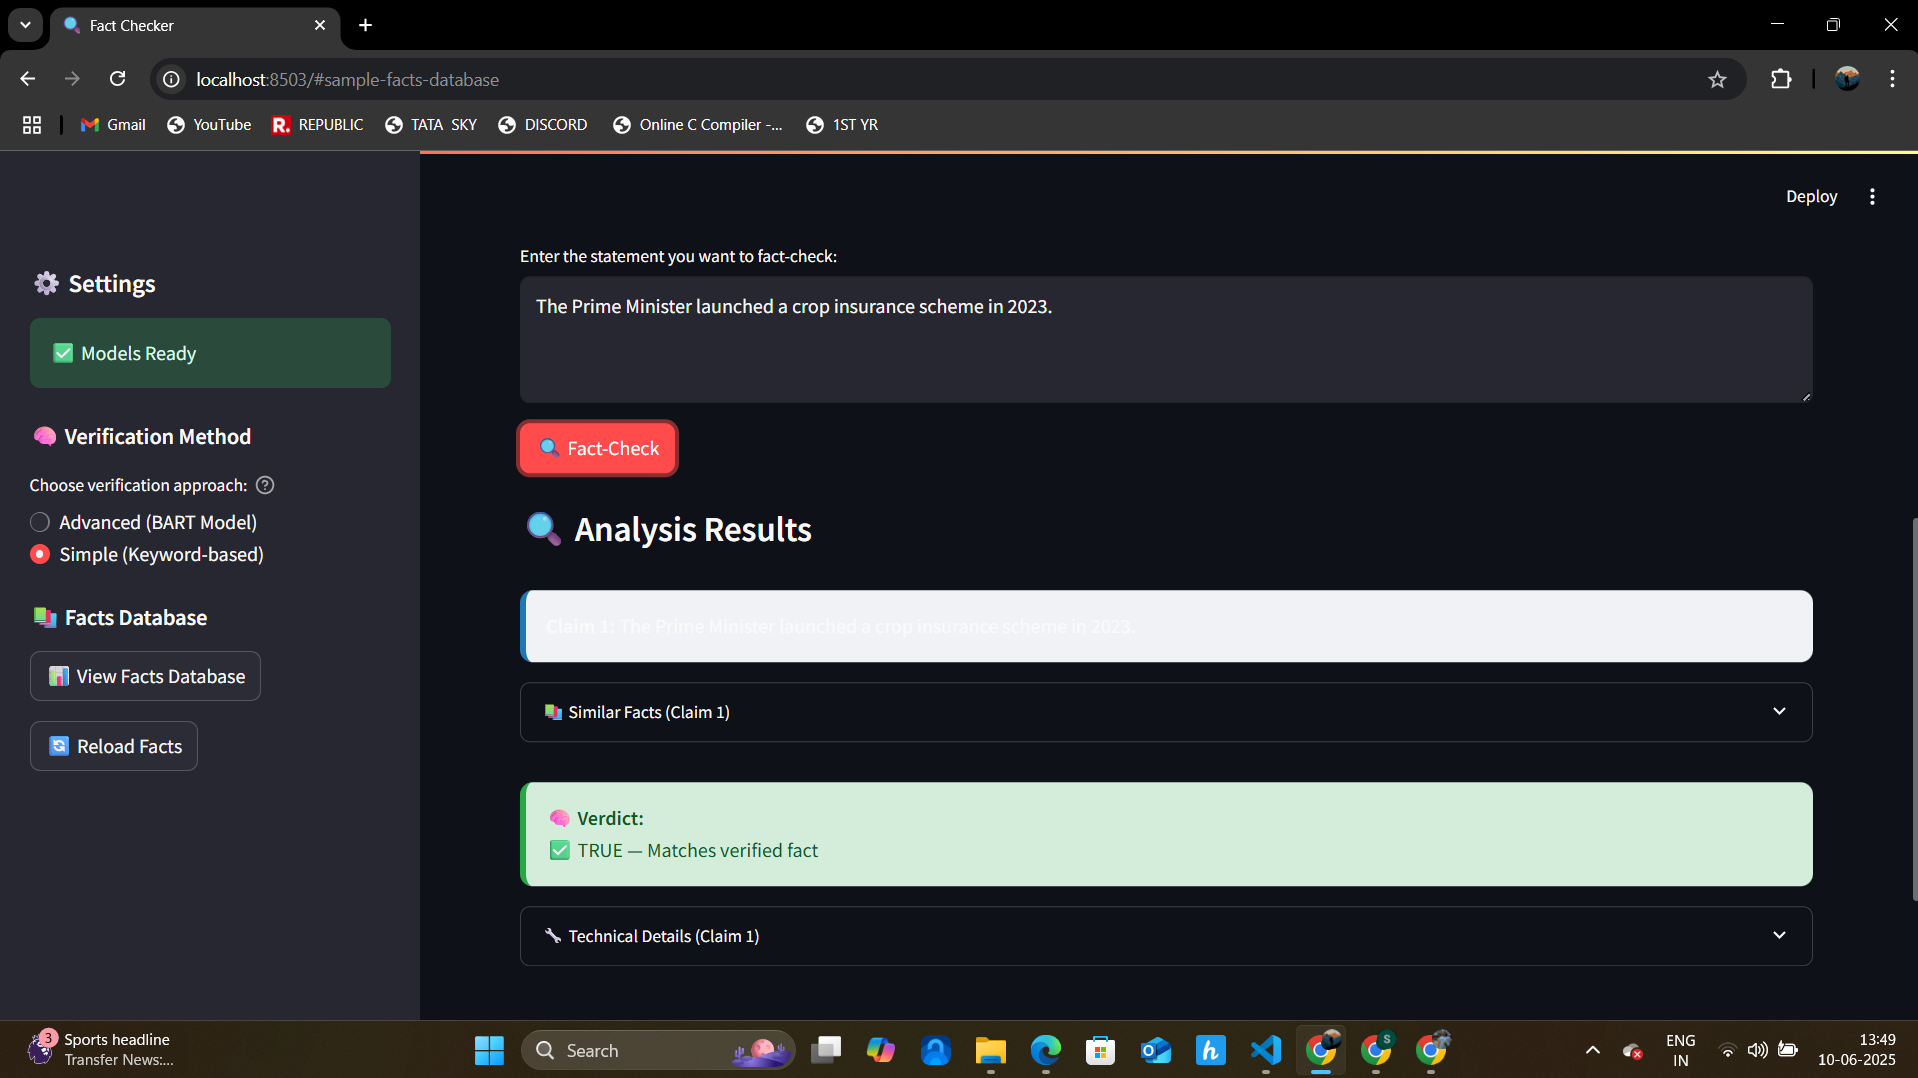 Fact Checker
localhost:8503/#sample-facts-database
Gmail YouTube R. REPUBLIC TATA SKY DISCORD Online C Compiler -... 1ST YR
Deploy
Settings
Models Ready
Verification Method
Choose verification approach:
Advanced (BART Model)
Simple (Keyword-based)
Facts Database
View Facts Database
Reload Facts
Enter the statement you want to fact-check:
The Prime Minister launched a crop insurance scheme in 2023.
Fact-Check
Analysis Results
Claim 1: The Prime Minister launched a crop insurance scheme in 2023.
Similar Facts (Claim 1)
Verdict:
TRUE — Matches verified fact
Technical Details (Claim 1)
3
Sports headline
Transfer News:...
Search
S
ENG
IN
13:49
10-06-2025